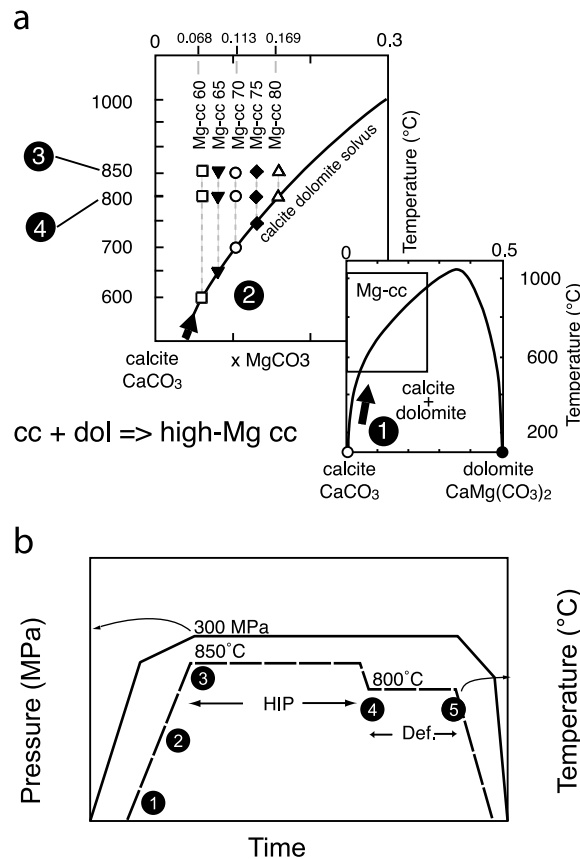 a
0 0.068 0.113 0.169 0.3
Mg-cc 60
Mg-cc 65
Mg-cc 70
Mg-cc 75
Mg-cc 80
1000
850
800
700
600
3
4
2
calcite dolomite solvus
Temperature (°C)
calcite
CaCO3
x MgCO3
0 0.5
Mg-cc
1000
600
200
Temperature (°C)
calcite
+
dolomite
1
calcite
CaCO3
dolomite
CaMg(CO3)2
cc + dol => high-Mg cc
b
Pressure (MPa)
Temperature (°C)
300 MPa
850°C
3
HIP
800°C
4
5
Def.
2
1
Time